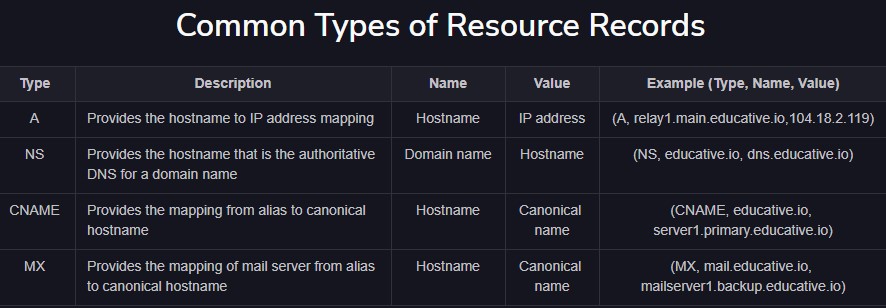 Common Types of Resource Records
Type Description Name Value Example (Type, Name, Value)
A Provides the hostname to IP address mapping Hostname IP address (A, relay1.main.educative.io,104.18.2.119)
NS Provides the hostname that is the authoritative Domain name Hostname (NS, educative.io, dns.educative.io)
DNS for a domain name
CNAME Provides the mapping from alias to canonical Hostname Canonical (CNAME, educative.io,
hostname name server1.primary.educative.io)
MX Provides the mapping of mail server from alias Hostname Canonical (MX, mail.educative.io,
to canonical hostname name mailserver1.backup.educative.io)